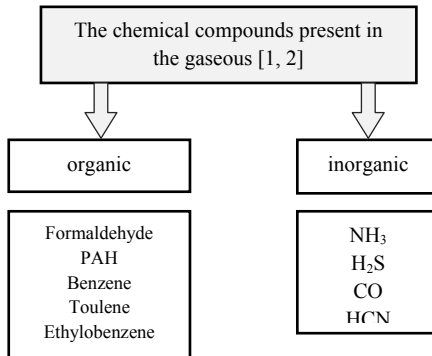 The chemical compounds present in
the gaseous [1, 2]
organic
inorganic
Formaldehyde
PAH
Benzene
Toulene
Ethylobenzene
NH₃
H₂S
CO
HCN